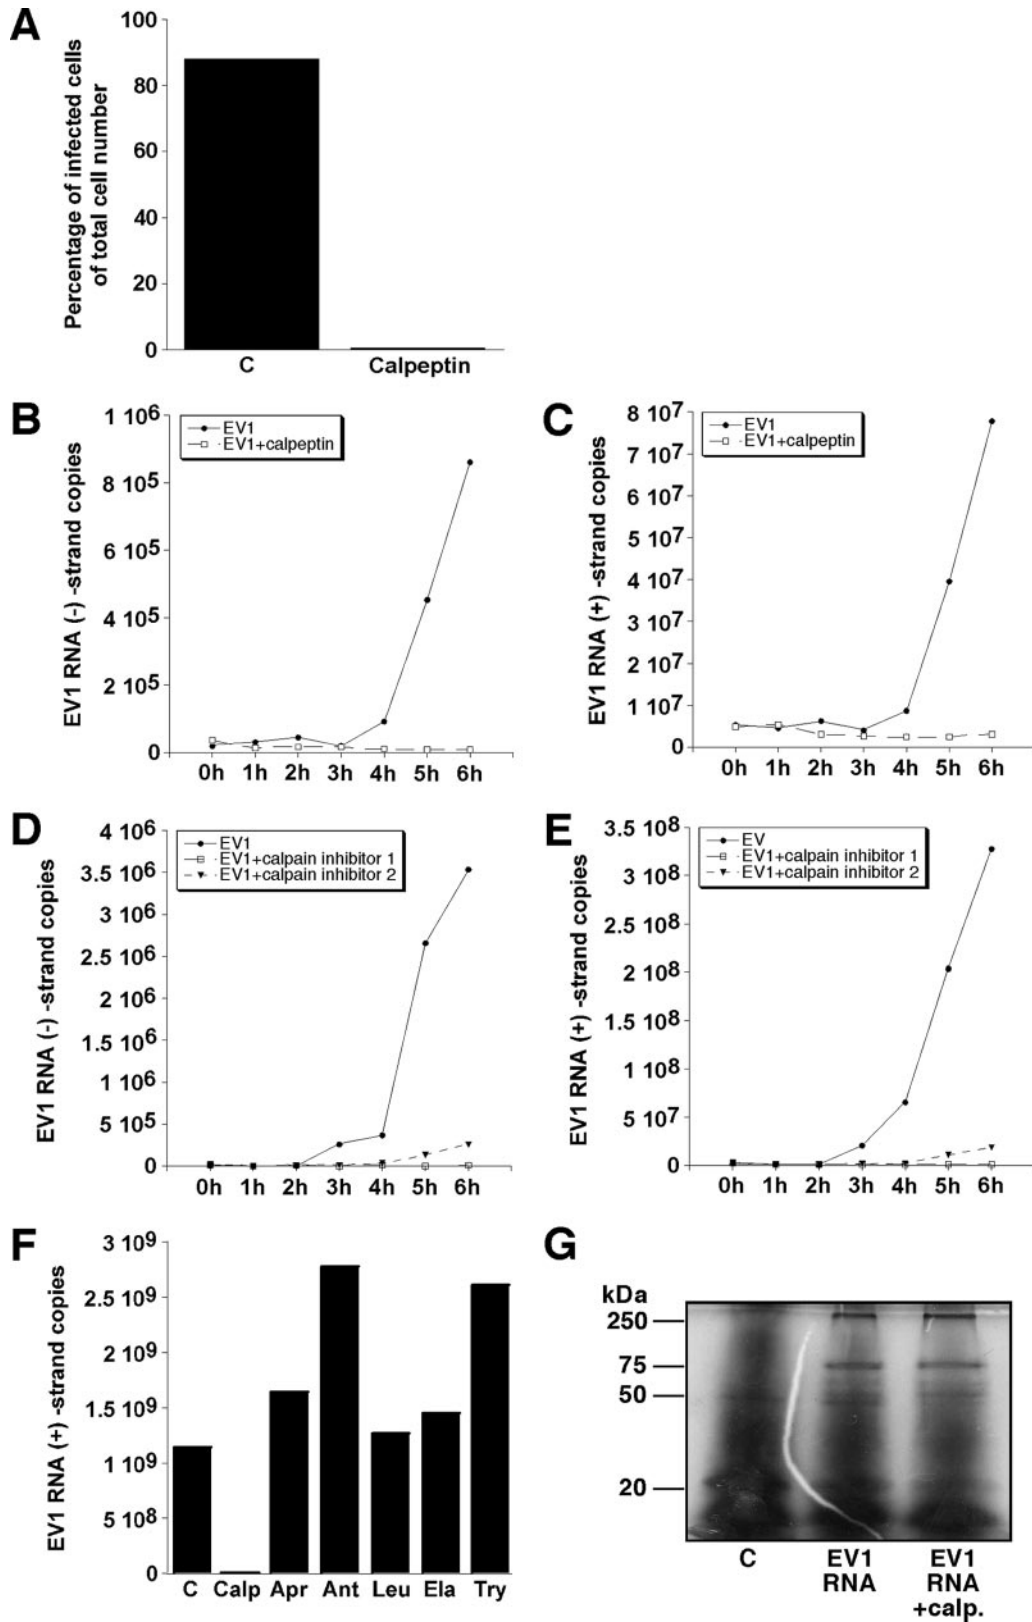 A
Percentage of infected cells
of total cell number
100
80
60
40
20
0
C
Calpeptin
B
EV1 RNA (-) -strand copies
1 10⁶
8 10⁵
6 10⁵
4 10⁵
2 10⁵
0
EV1
EV1+calpeptin
0h 1h 2h 3h 4h 5h 6h
C
EV1 RNA (+) -strand copies
8 10⁷
7 10⁷
6 10⁷
5 10⁷
4 10⁷
3 10⁷
2 10⁷
1 10⁷
0
EV1
EV1+calpeptin
0h 1h 2h 3h 4h 5h 6h
D
EV1 RNA (-) -strand copies
4 10⁶
3.5 10⁶
3 10⁶
2.5 10⁶
2 10⁶
1.5 10⁶
1 10⁶
5 10⁵
0
EV1
EV1+calpain inhibitor 1
EV1+calpain inhibitor 2
0h 1h 2h 3h 4h 5h 6h
E
EV1 RNA (+) -strand copies
3.5 10⁸
3 10⁸
2.5 10⁸
2 10⁸
1.5 10⁸
1 10⁸
5 10⁷
0
EV
EV1+calpain inhibitor 1
EV1+calpain inhibitor 2
0h 1h 2h 3h 4h 5h 6h
F
EV1 RNA (+) -strand copies
3 10⁹
2.5 10⁹
2 10⁹
1.5 10⁹
1 10⁹
5 10⁸
0
C Calp Apr Ant Leu Ela Try
G
kDa
250
75
50
20
C
EV1
RNA
EV1
RNA
+calp.